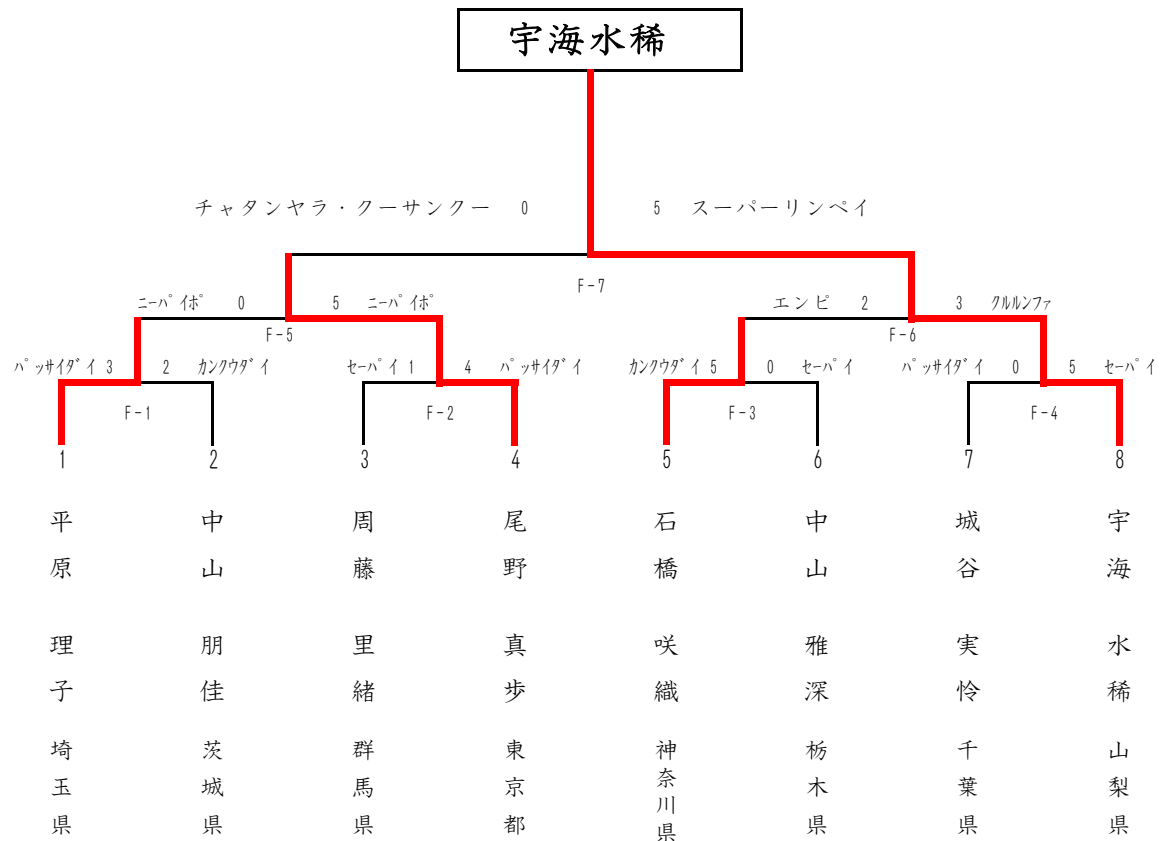 宇海水稀
チャタンヤラ・クーサンクー 0 5 スーパーリンペイ
F-7
ニーパイポ 0 5 ニーパイポ エンピ 2 3 クルルンファ
F-5 F-6
パッサイダイ 3 2 カンクウダイ セーパイ 1 4 パッサイダイ カンクウダイ 5 0 セーパイ パッサイダイ 0 5 セーパイ
F-1 F-2 F-3 F-4
1 2 3 4 5 6 7 8
平原理子
中山朋佳
周藤里緒
尾野真歩
石橋咲織
中山雅深
城谷実怜
宇海水稀
埼玉県
茨城県
群馬県
東京都
神奈川県
栃木県
千葉県
山梨県